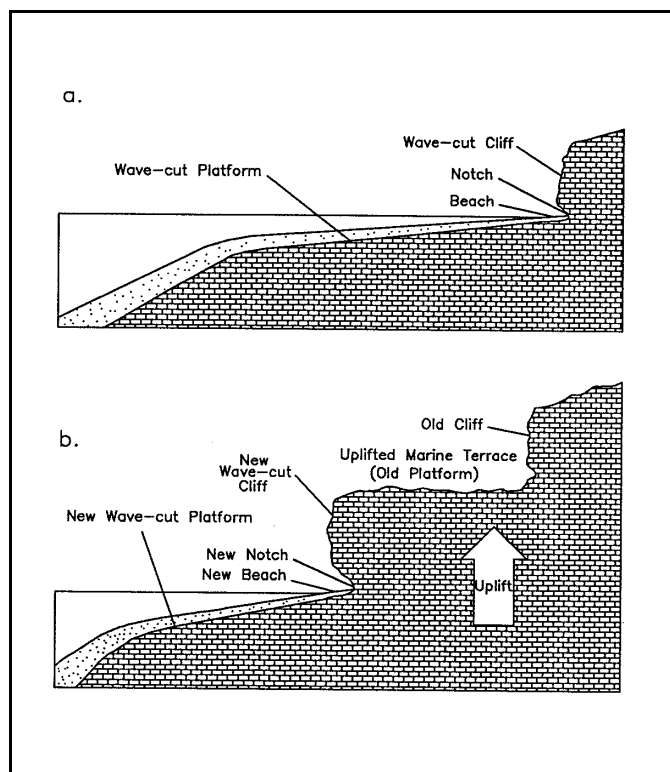 a.
Wave-cut Cliff
Notch
Wave-cut Platform
Beach
b.
Old Cliff
New
Wave-cut
Cliff
Uplifted Marine Terrace
(Old Platform)
New Wave-cut Platform
New Notch
New Beach
Uplift